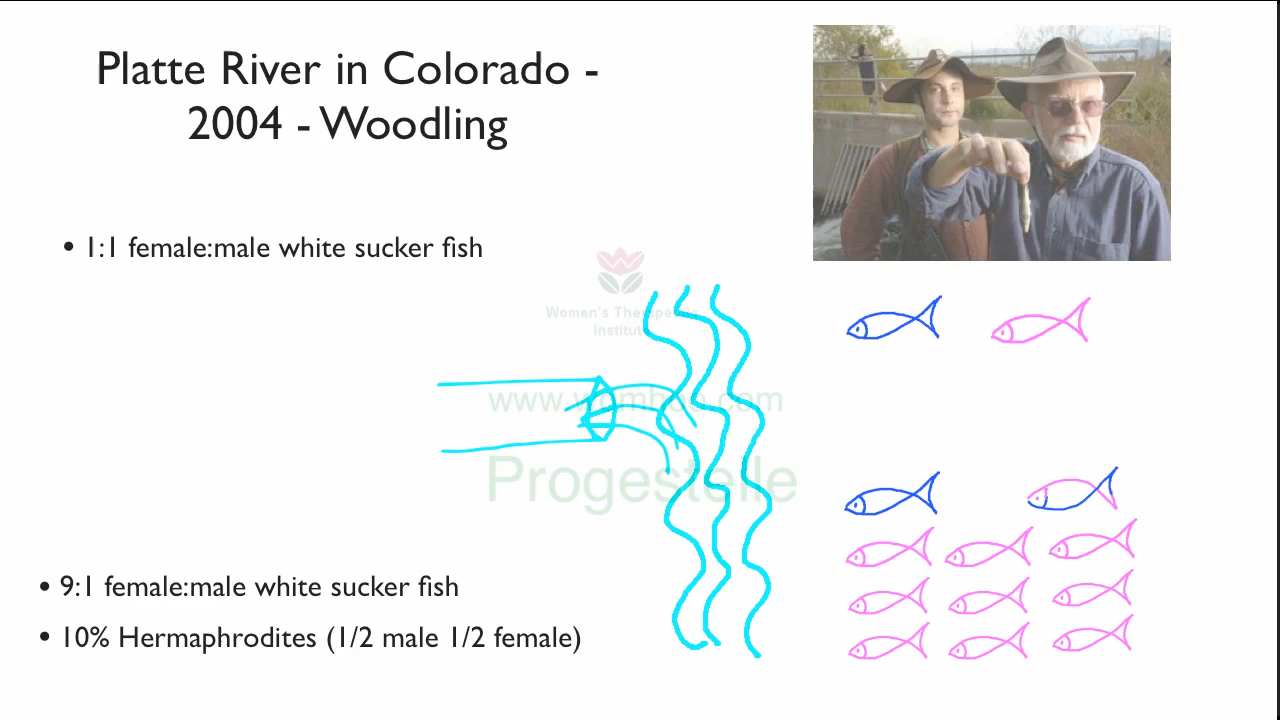 Platte River in Colorado -
2004 - Woodling
• 1:1 female:male white sucker fish
Women's Therapeutic
Institute
www.womhoo.com
Progestelle
• 9:1 female:male white sucker fish
• 10% Hermaphrodites (1/2 male 1/2 female)